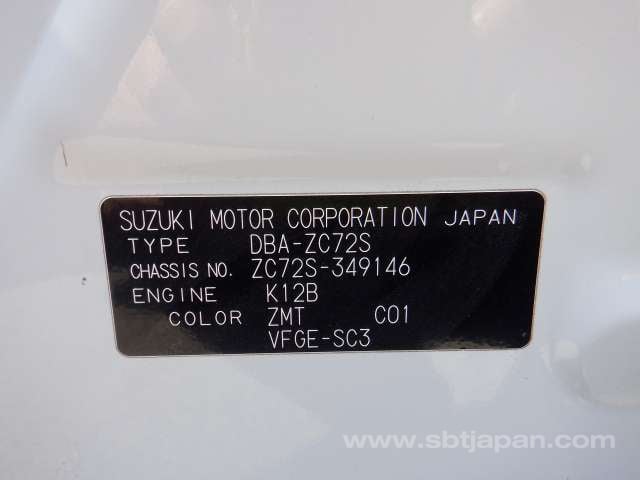 SUZUKI MOTOR CORPORATION JAPAN
TYPE DBA-ZC72S
CHASSIS NO. ZC72S-349146
ENGINE K12B
COLOR ZMT C01
VFGE-SC3
www.sbtjapan.com